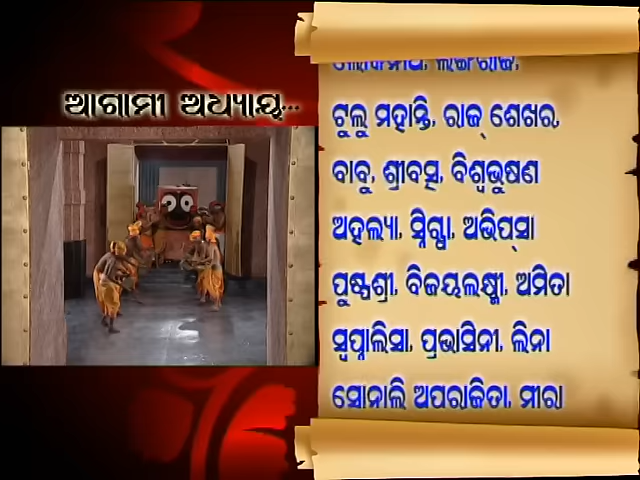 ଆଗାମୀ ଅଧ୍ୟାୟ...
ଟୁଲୁ ମହାନ୍ତି, ରାଜ୍ ଶେଖର,
ବାବୁ, ଶ୍ରୀବତ୍ସ, ବିଶ୍ୱଭୂଷଣ
ଅହଲ୍ୟା, ସ୍ନିଗ୍ଧା, ଅଭିପ୍ସା
ପୁଷ୍ପଶ୍ରୀ, ବିଜୟଲକ୍ଷ୍ମୀ, ଅମିତା
ସ୍ୱପ୍ନାଲିସା, ପ୍ରଭାସିନୀ, ଲିନା
ସୋନାଲି ଅପରାଜିତା, ମୀରା